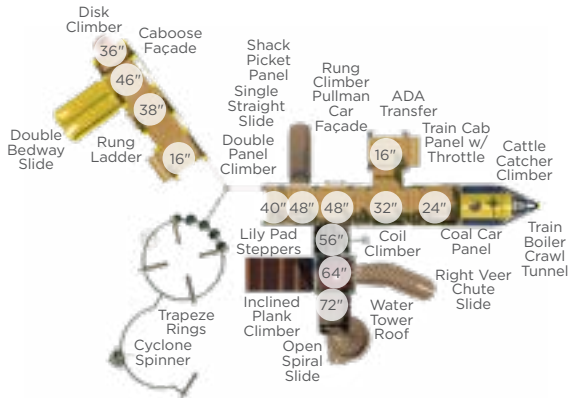 Disk
Climber
Caboose
Façade
36"
46"
38"
16"
Double
Bedway
Slide
Rung
Ladder
Shack
Picket
Panel
Single
Straight
Slide
Double
Panel
Climber
Rung
Climber
Pullman
Car
Façade
ADA
Transfer
16"
Train Cab
Panel w/
Throttle
Cattle
Catcher
Climber
40"
48"
48"
32"
24"
Lily Pad
Steppers
56"
Coil
Climber
Coal Car
Panel
Train
Boiler
Crawl
Tunnel
64"
72"
Right Veer
Chute
Slide
Inclined
Plank
Climber
Water
Tower
Roof
Trapeze
Rings
Cyclone
Spinner
Open
Spiral
Slide